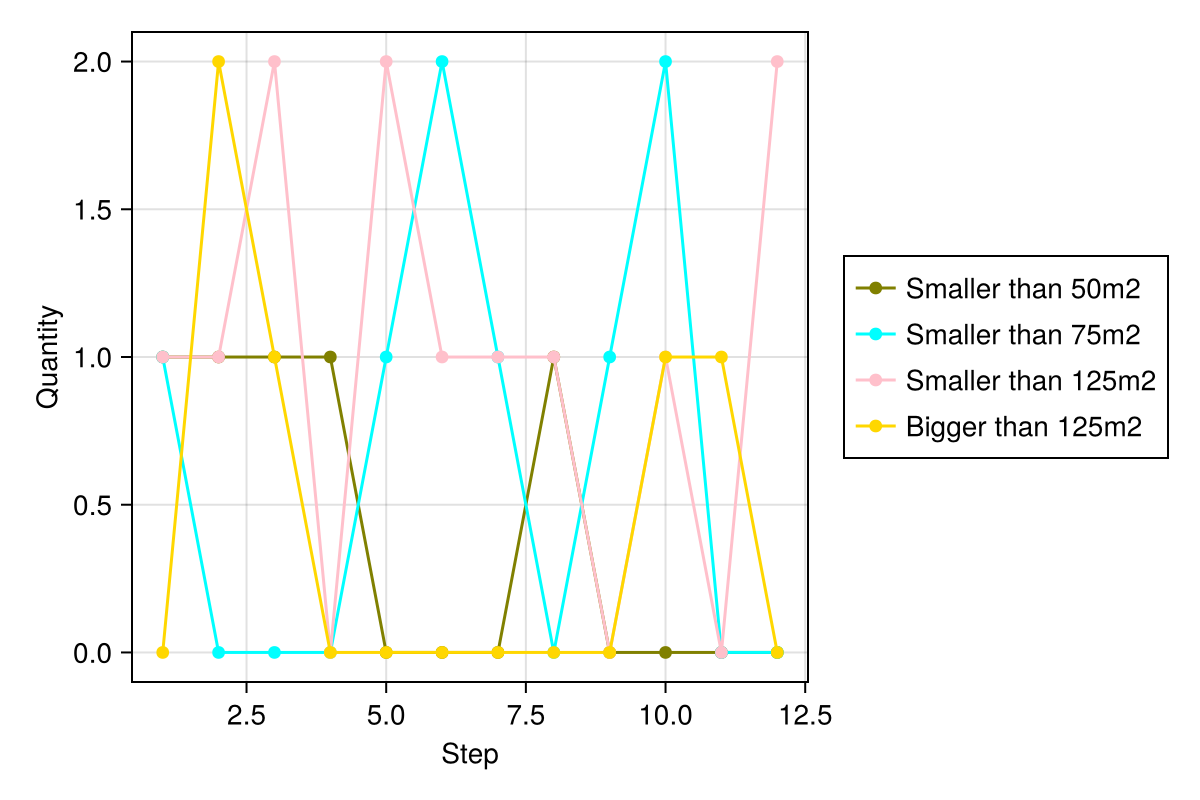 2.0
1.5
1.0
0.5
0.0
Quantity
2.5 5.0 7.5 10.0 12.5
Step
Smaller than 50m2
Smaller than 75m2
Smaller than 125m2
Bigger than 125m2